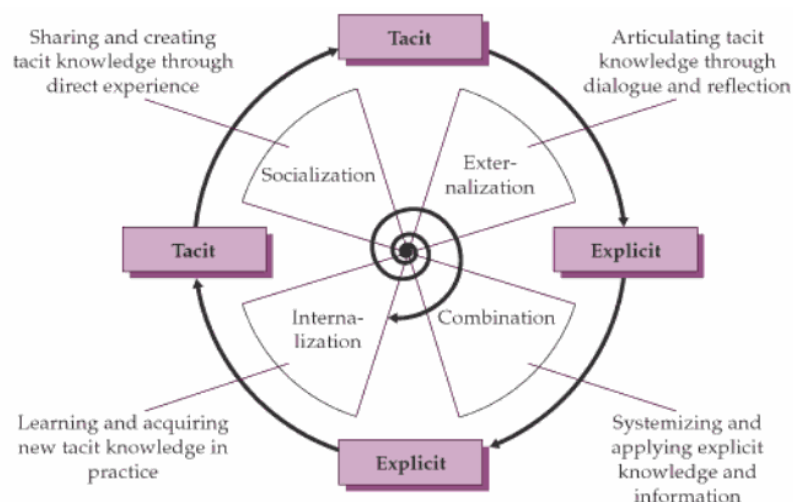 Sharing and creating
tacit knowledge through
direct experience
Tacit
Articulating tacit
knowledge through
dialogue and reflection
Socialization
Exter-
nalization
Tacit
Explicit
Interna-
lization
Combination
Learning and acquiring
new tacit knowledge in
practice
Explicit
Systemizing and
applying explicit
knowledge and
information